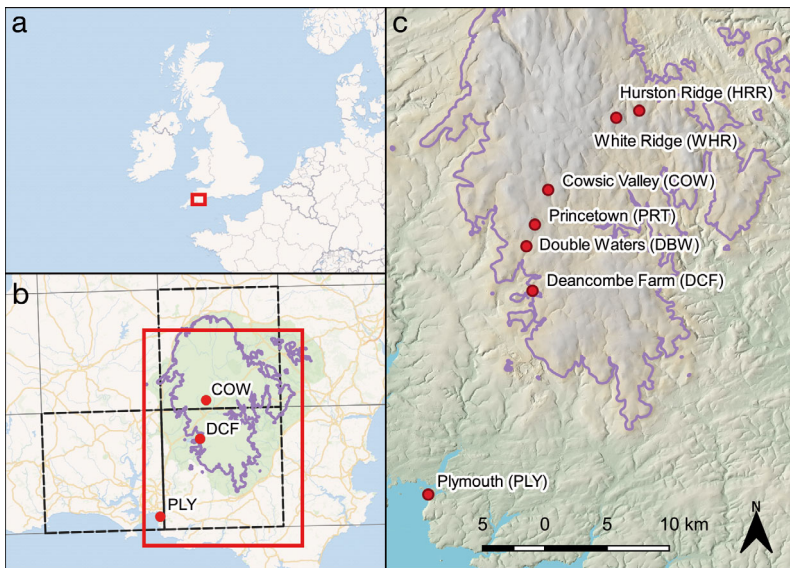 a
b
COW
DCF
PLY
c
Hurston Ridge (HRR)
White Ridge (WHR)
Cowsic Valley (COW)
Princetown (PRT)
Double Waters (DBW)
Deancombe Farm (DCF)
Plymouth (PLY)
5 0 5 10 km
N